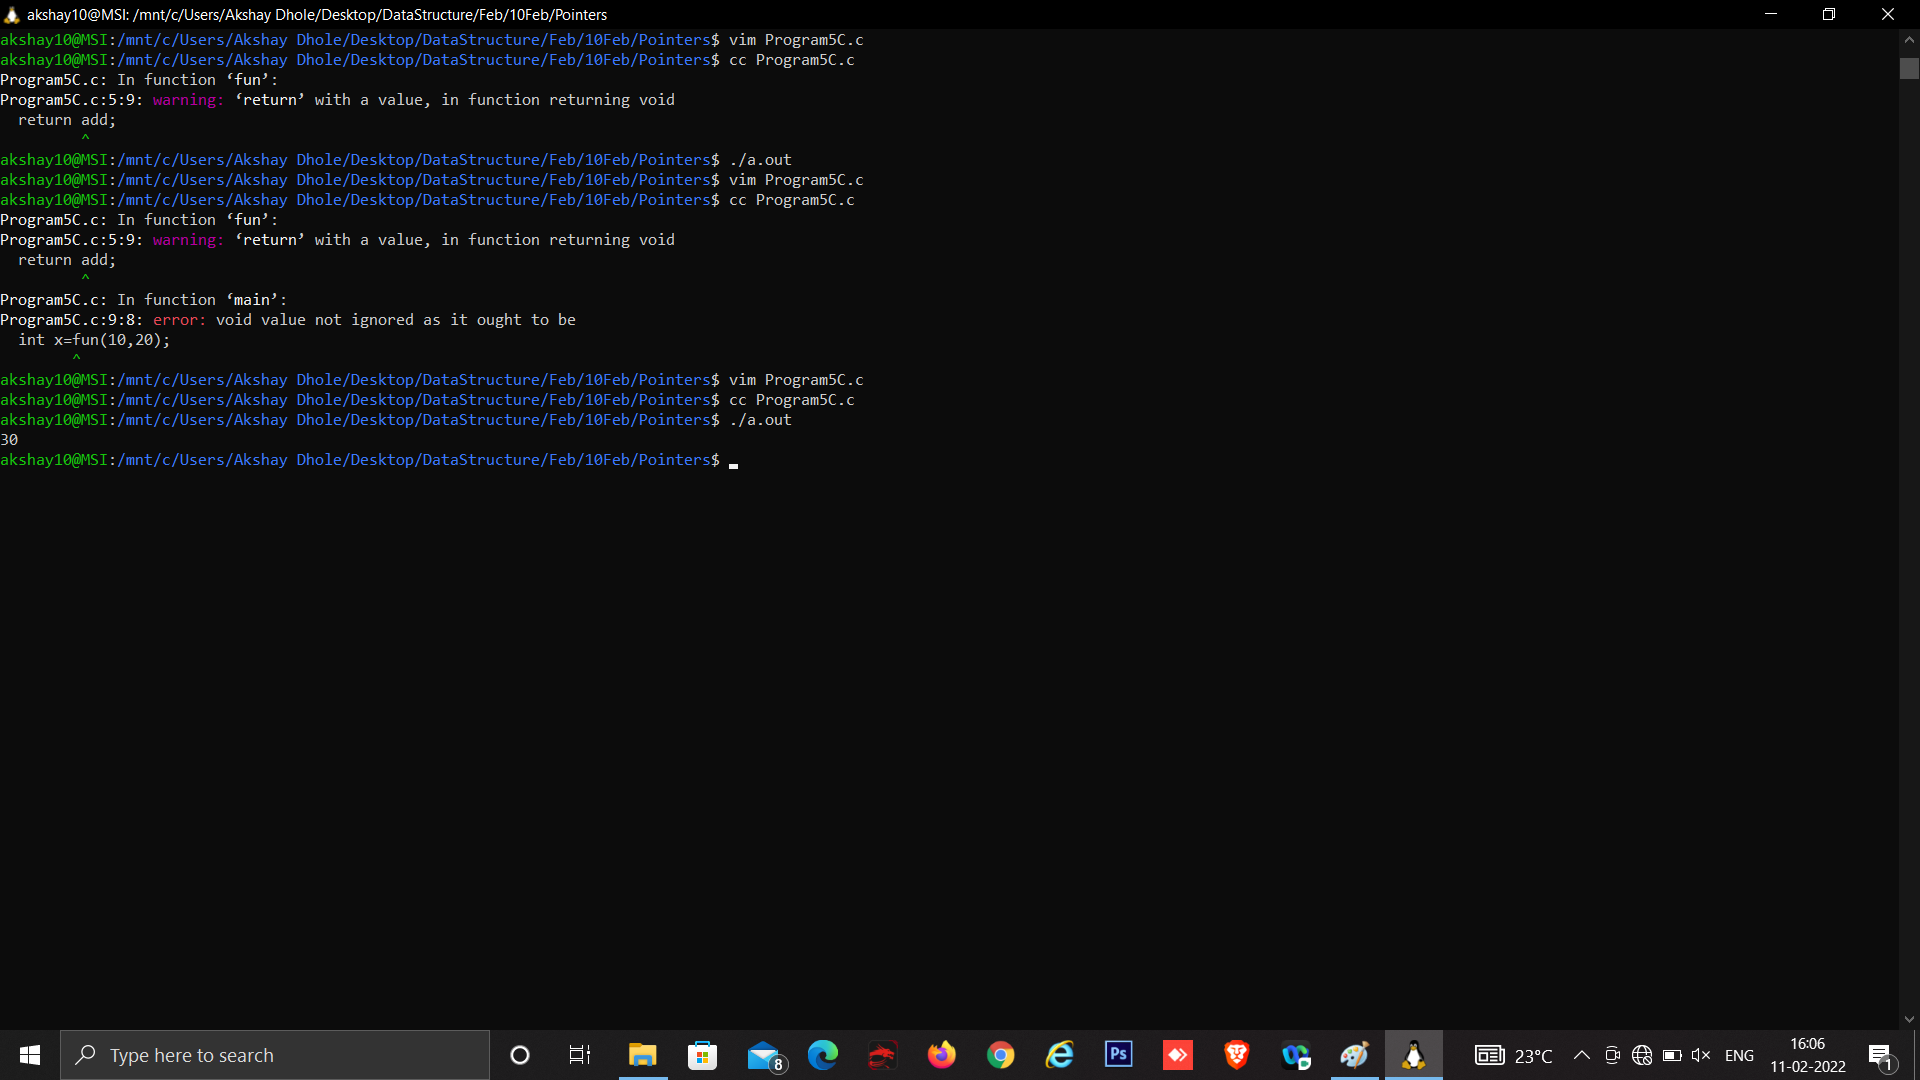 akshay10@MSI: /mnt/c/Users/Akshay Dhole/Desktop/DataStructure/Feb/10Feb/Pointers
akshay10@MSI:/mnt/c/Users/Akshay Dhole/Desktop/DataStructure/Feb/10Feb/Pointers$ vim Program5C.c
akshay10@MSI:/mnt/c/Users/Akshay Dhole/Desktop/DataStructure/Feb/10Feb/Pointers$ cc Program5C.c
Program5C.c: In function ‘fun’:
Program5C.c:5:9: warning: ‘return’ with a value, in function returning void
  return add;
         ^
akshay10@MSI:/mnt/c/Users/Akshay Dhole/Desktop/DataStructure/Feb/10Feb/Pointers$ ./a.out
akshay10@MSI:/mnt/c/Users/Akshay Dhole/Desktop/DataStructure/Feb/10Feb/Pointers$ vim Program5C.c
akshay10@MSI:/mnt/c/Users/Akshay Dhole/Desktop/DataStructure/Feb/10Feb/Pointers$ cc Program5C.c
Program5C.c: In function ‘fun’:
Program5C.c:5:9: warning: ‘return’ with a value, in function returning void
  return add;
         ^
Program5C.c: In function ‘main’:
Program5C.c:9:8: error: void value not ignored as it ought to be
  int x=fun(10,20);
        ^
akshay10@MSI:/mnt/c/Users/Akshay Dhole/Desktop/DataStructure/Feb/10Feb/Pointers$ vim Program5C.c
akshay10@MSI:/mnt/c/Users/Akshay Dhole/Desktop/DataStructure/Feb/10Feb/Pointers$ cc Program5C.c
akshay10@MSI:/mnt/c/Users/Akshay Dhole/Desktop/DataStructure/Feb/10Feb/Pointers$ ./a.out
30
akshay10@MSI:/mnt/c/Users/Akshay Dhole/Desktop/DataStructure/Feb/10Feb/Pointers$
Type here to search
8
Ps
23°C
ENG
16:06
11-02-2022
1